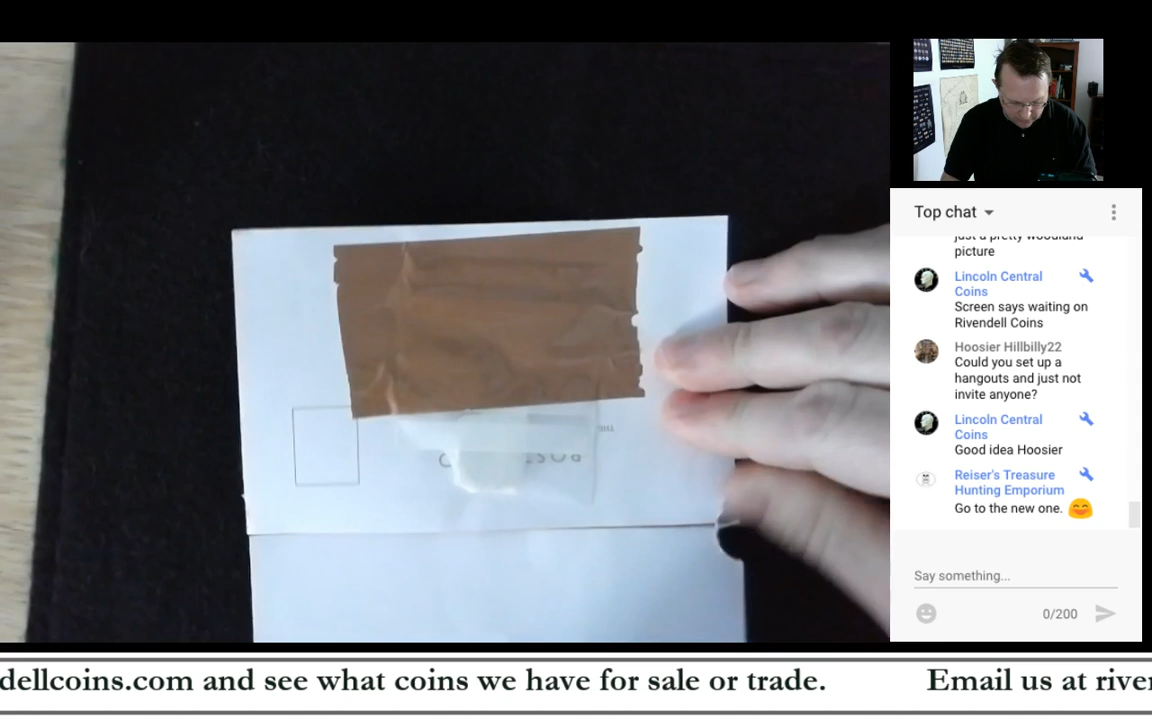 Top chat
just a pretty woodland
picture
Lincoln Central
Coins
Screen says waiting on
Rivendell Coins
Hoosier Hillbilly22
Could you set up a
hangouts and just not
invite anyone?
Lincoln Central
Coins
Good idea Hoosier
Reiser's Treasure
Hunting Emporium
Go to the new one.
Say something...
0/200
dellcoins.com and see what coins we have for sale or trade. Email us at river